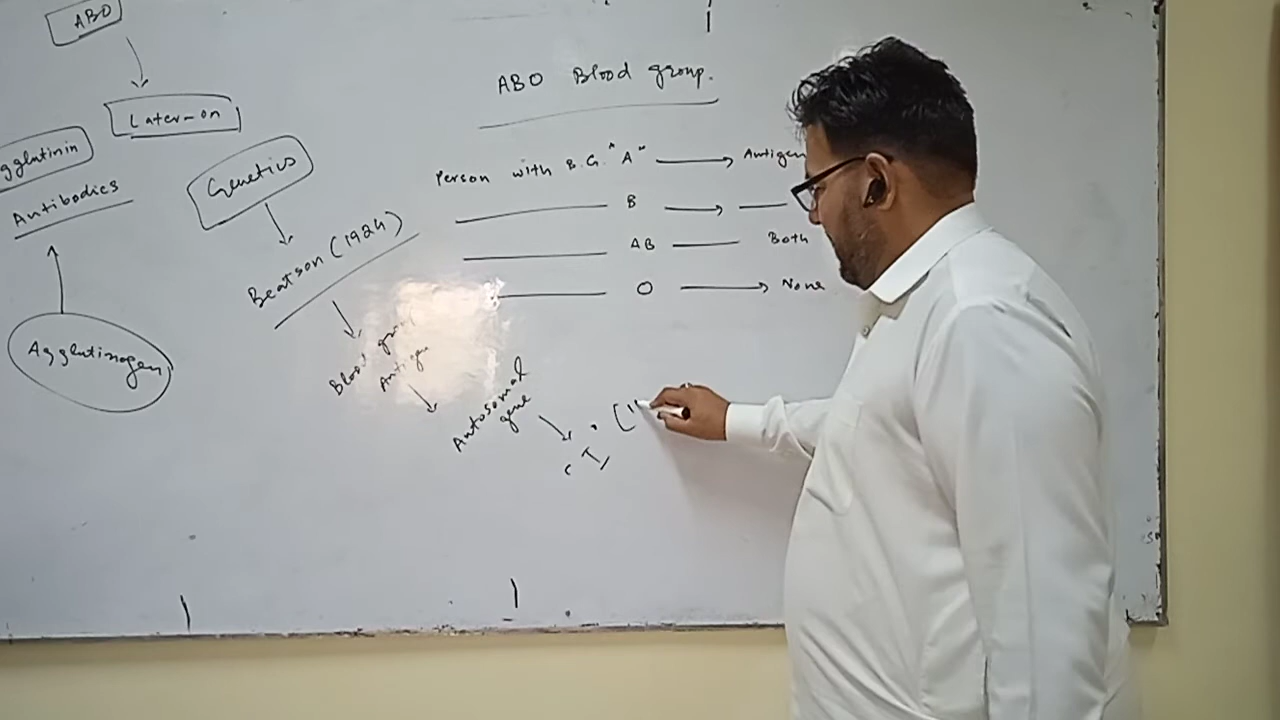 ABO
Later-on
gglutinin
Antibodies
Agglutinogen
Genetics
Beatson (1924)
Blood group
Antigen
Autosomal
gene
I
ABO Blood group.
Person with B.G. "A" Antigen
B
AB Both
O None